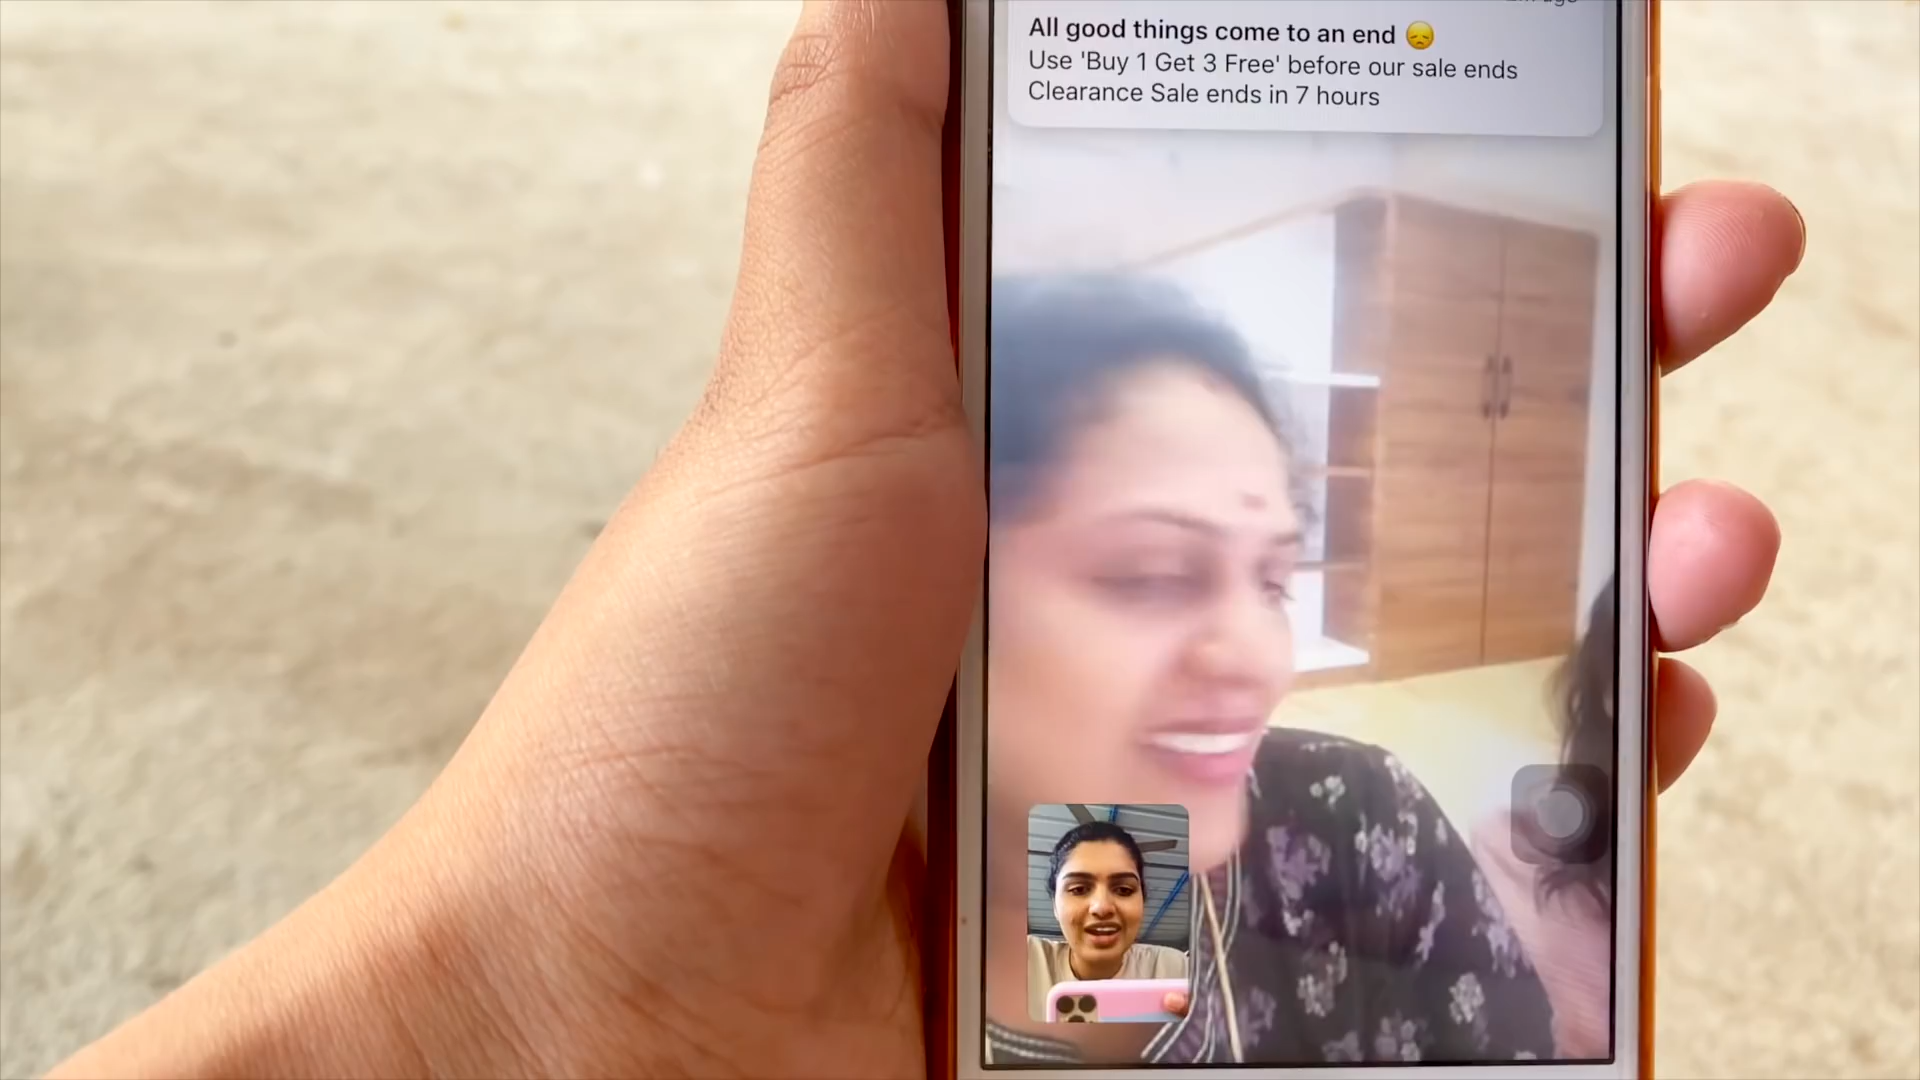 All good things come to an end 😞
Use 'Buy 1 Get 3 Free' before our sale ends
Clearance Sale ends in 7 hours